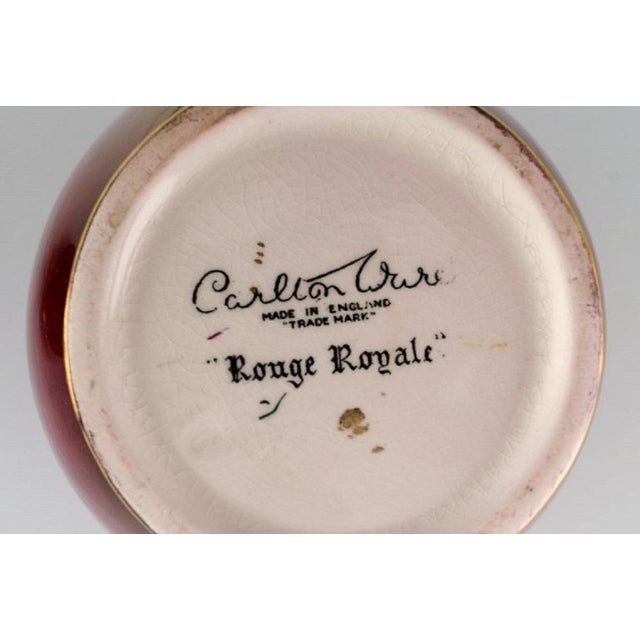 Carlton Ware
MADE IN ENGLAND
"TRADE MARK"
"Rouge Royale"